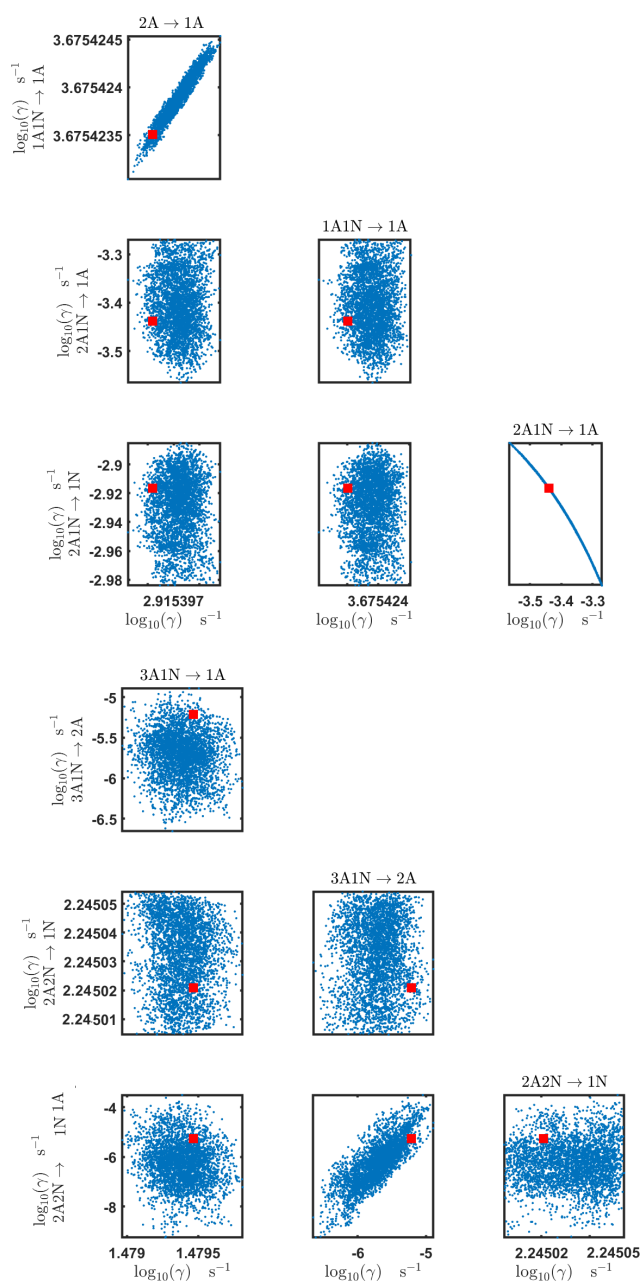 2A → 1A
3.6754245
3.675424
3.6754235
log₁₀(γ) s⁻¹
1A1N → 1A
1A1N → 1A
-3.3
-3.4
-3.5
log₁₀(γ) s⁻¹
2A1N → 1A
2A1N → 1A
-2.9
-2.92
-2.94
-2.96
-2.98
log₁₀(γ) s⁻¹
2A1N → 1N
2.915397
3.675424
-3.5 -3.4 -3.3
log₁₀(γ) s⁻¹
log₁₀(γ) s⁻¹
log₁₀(γ) s⁻¹
3A1N → 1A
-5
-5.5
-6
-6.5
log₁₀(γ) s⁻¹
3A1N → 2A
3A1N → 2A
2.24505
2.24504
2.24503
2.24502
2.24501
log₁₀(γ) s⁻¹
2A2N → 1N
2A2N → 1N
-4
-6
-8
log₁₀(γ) s⁻¹
2A2N → 1N 1A
1.479 1.4795
-6 -5
2.24502 2.24505
log₁₀(γ) s⁻¹
log₁₀(γ) s⁻¹
log₁₀(γ) s⁻¹